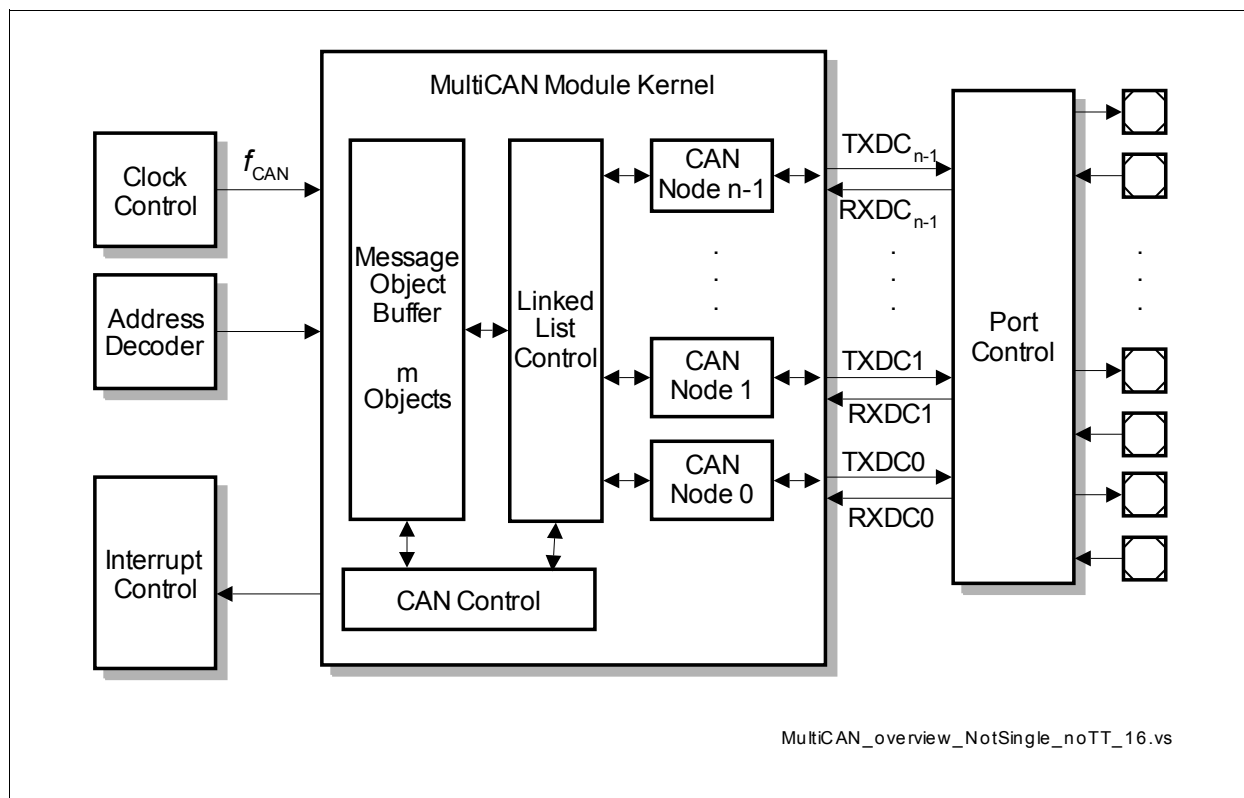 MultiCAN Module Kernel
Clock
Control
fCAN
Address
Decoder
Interrupt
Control
Message
Object
Buffer
m
Objects
Linked
List
Control
CAN Control
CAN
Node n-1
CAN
Node 1
CAN
Node 0
TXDCn-1
RXDCn-1
TXDC1
RXDC1
TXDC0
RXDC0
Port
Control
MultiCAN_overview_NotSingle_noTT_16.vs